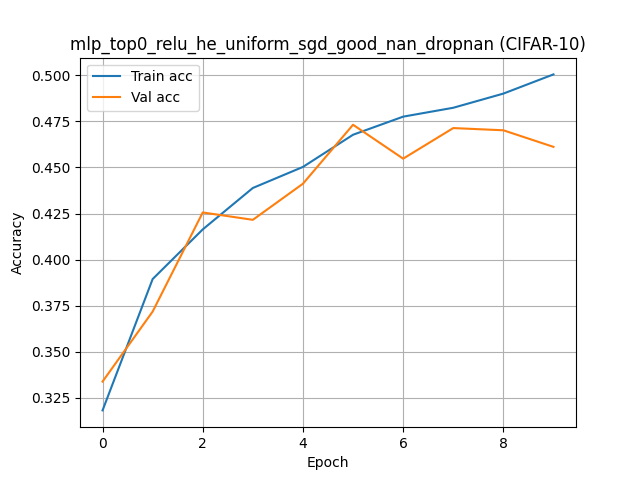 mlp_top0_relu_he_uniform_sgd_good_nan_dropnan (CIFAR-10)
Train acc
Val acc
Accuracy
0.500
0.475
0.450
0.425
0.400
0.375
0.350
0.325
0 2 4 6 8
Epoch